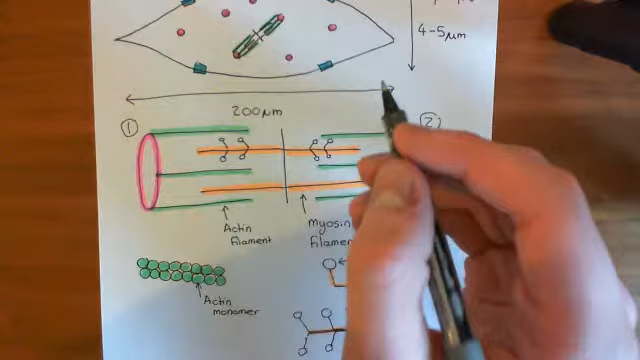 4-5µm
200µm
①
②
Actin
Filament
Myosin
Actin
monomer